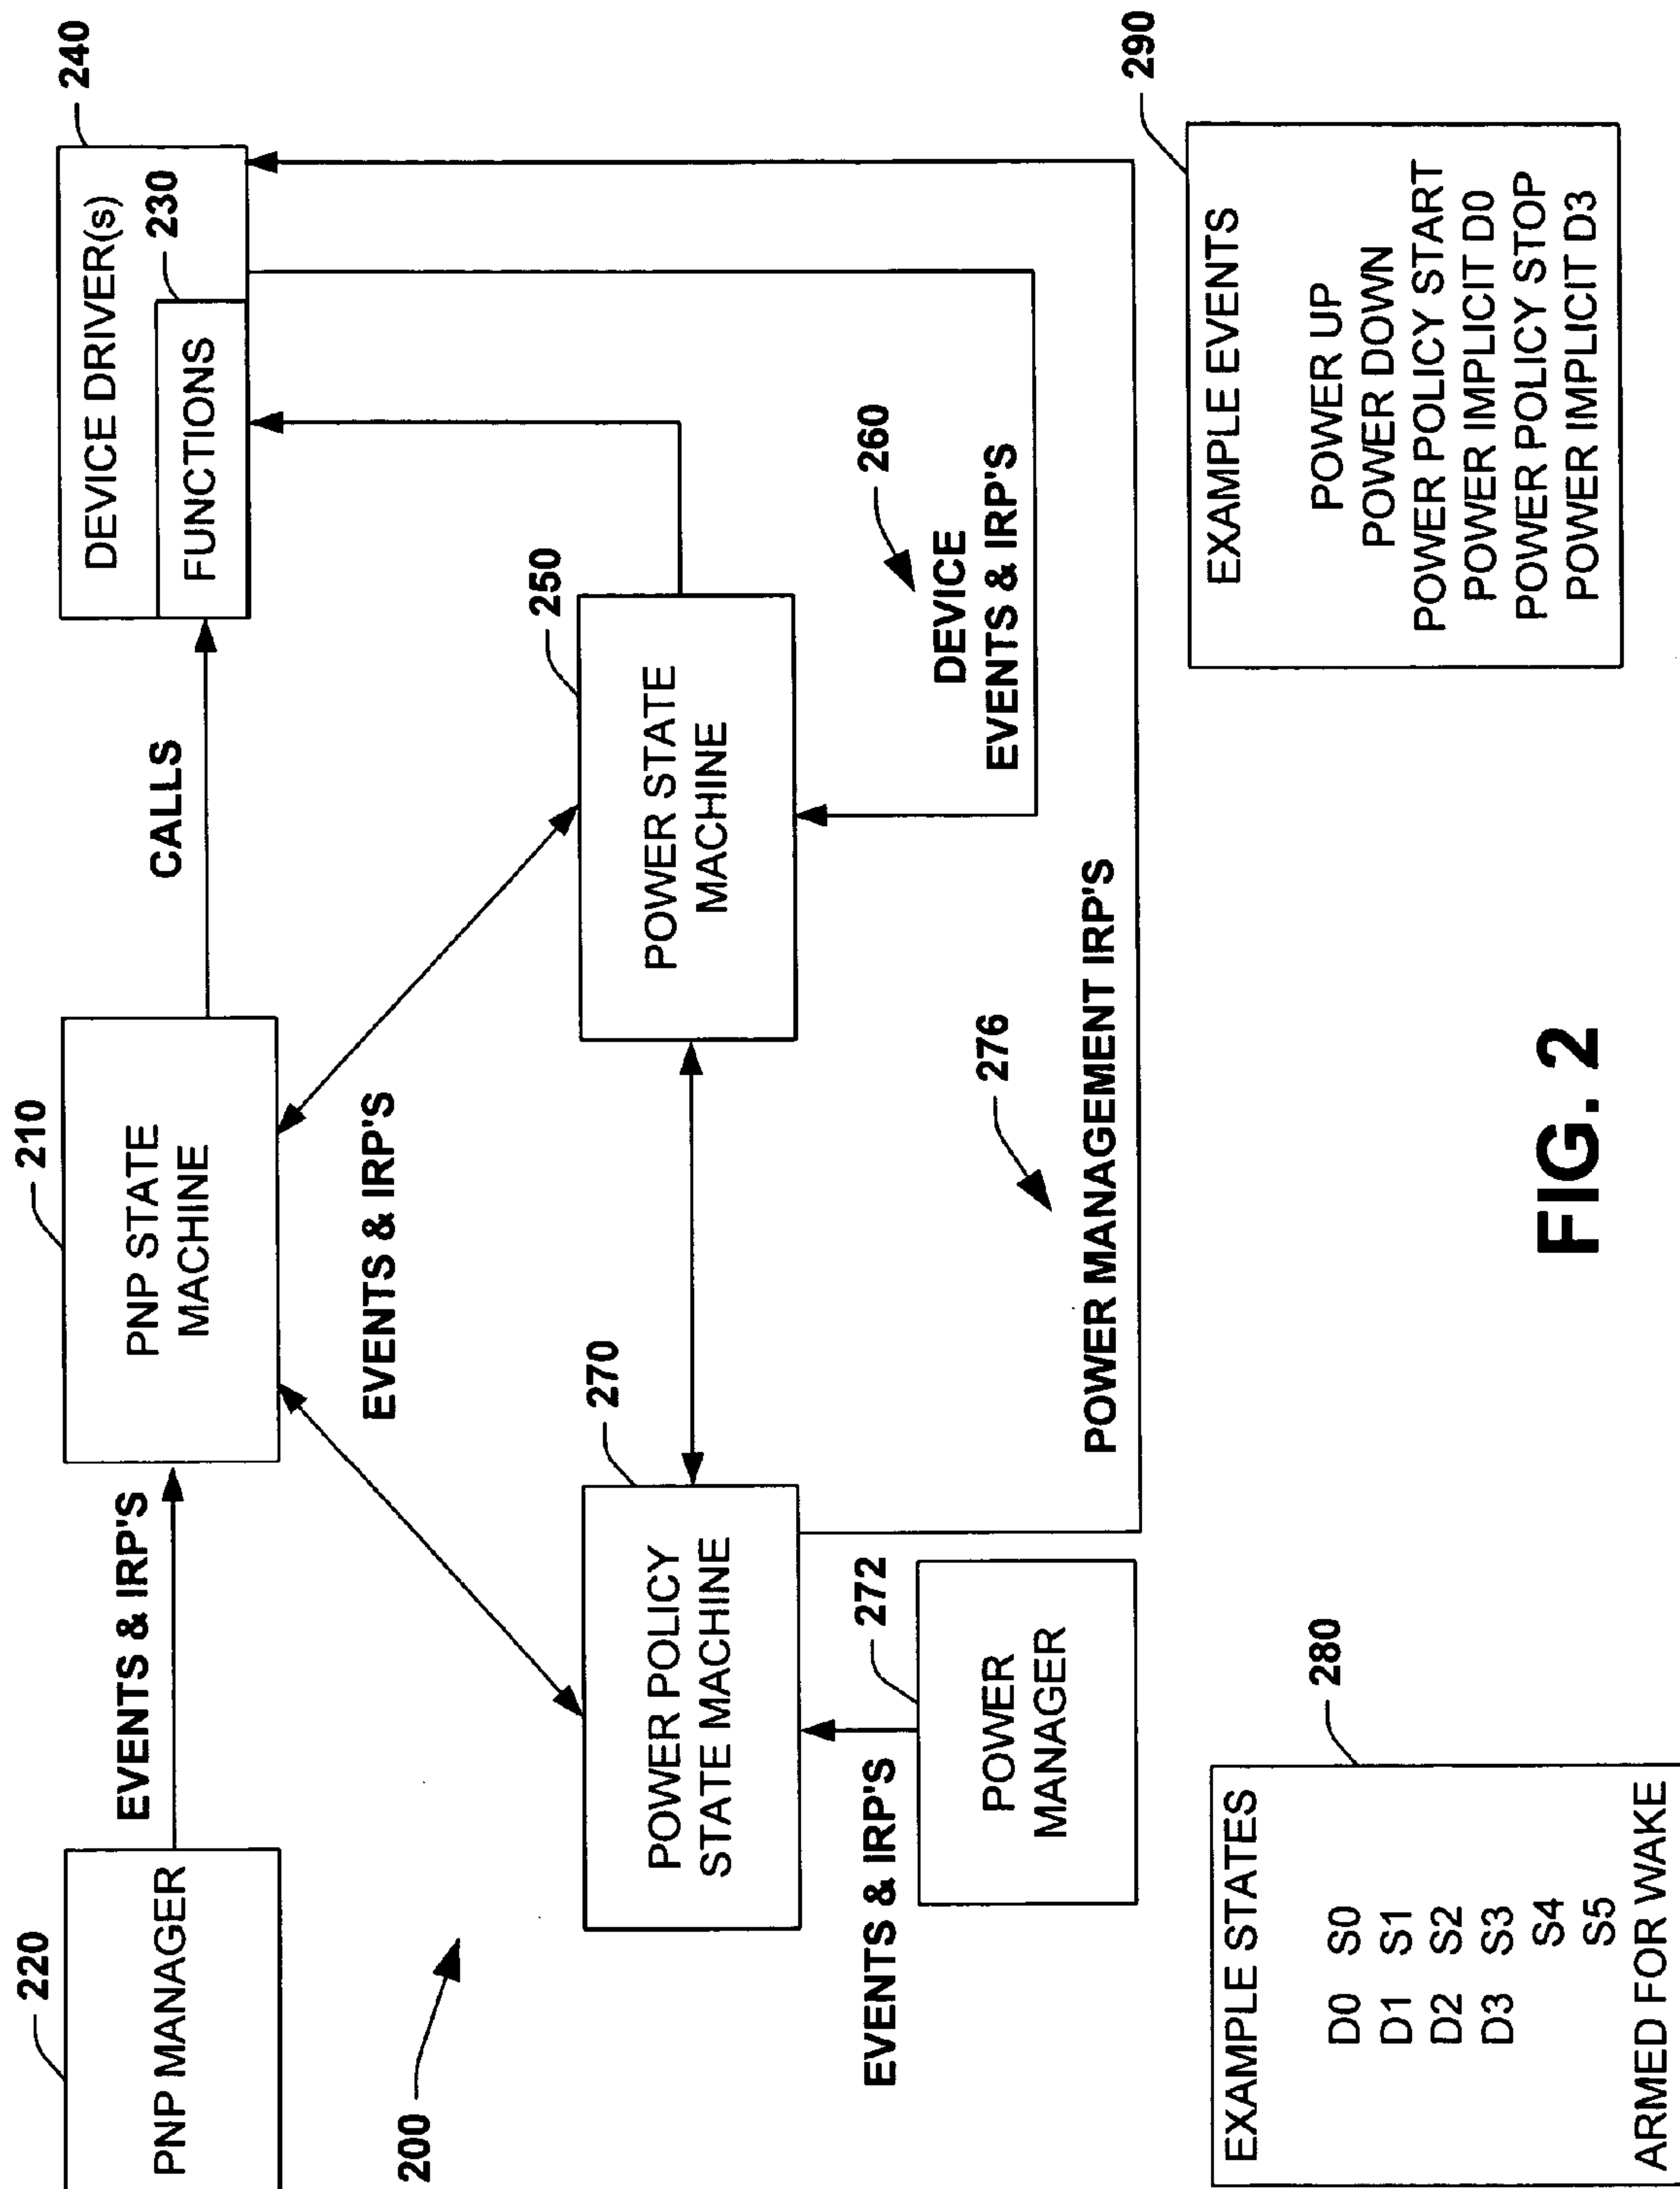 220
PNP MANAGER
EVENTS & IRP'S
210
PNP STATE
MACHINE
CALLS
240
DEVICE DRIVER(s)
230
FUNCTIONS
200
EVENTS & IRP'S
270
POWER POLICY
STATE MACHINE
250
POWER STATE
MACHINE
EVENTS & IRP'S
272
POWER
MANAGER
260
DEVICE
EVENTS & IRP'S
276
POWER MANAGEMENT IRP'S
280
EXAMPLE STATES
D0 S0
D1 S1
D2 S2
D3 S3
S4
S5
ARMED FOR WAKE
290
EXAMPLE EVENTS
POWER UP
POWER DOWN
POWER POLICY START
POWER IMPLICIT D0
POWER POLICY STOP
POWER IMPLICIT D3
FIG. 2